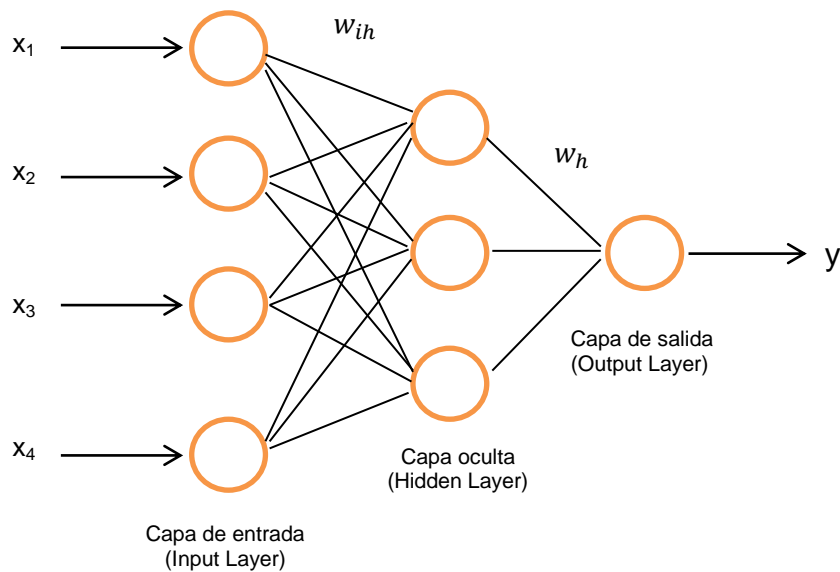 x₁
w_ih
x₂
w_h
x₃
y
Capa de salida
(Output Layer)
x₄
Capa oculta
(Hidden Layer)
Capa de entrada
(Input Layer)